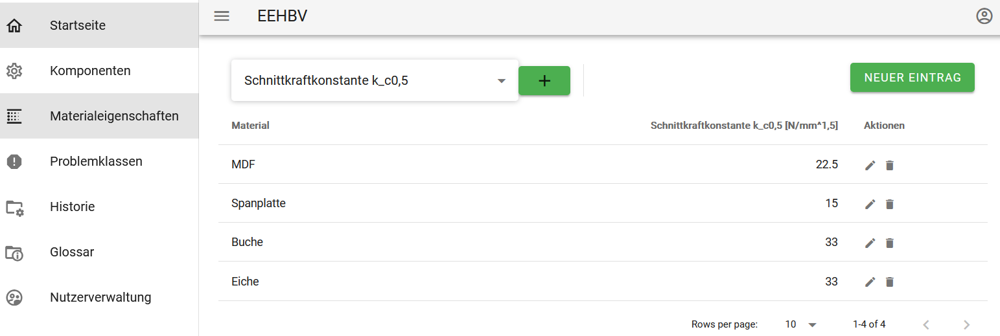 Startseite
Komponenten
Materialeigenschaften
Problemklassen
Historie
Glossar
Nutzerverwaltung
EEHBV
Schnittkraftkonstante k_c0,5
+
NEUER EINTRAG
Material Schnittkraftkonstante k_c0,5 [N/mm^1,5] Aktionen
MDF 22.5
Spanplatte 15
Buche 33
Eiche 33
Rows per page: 10 1-4 of 4